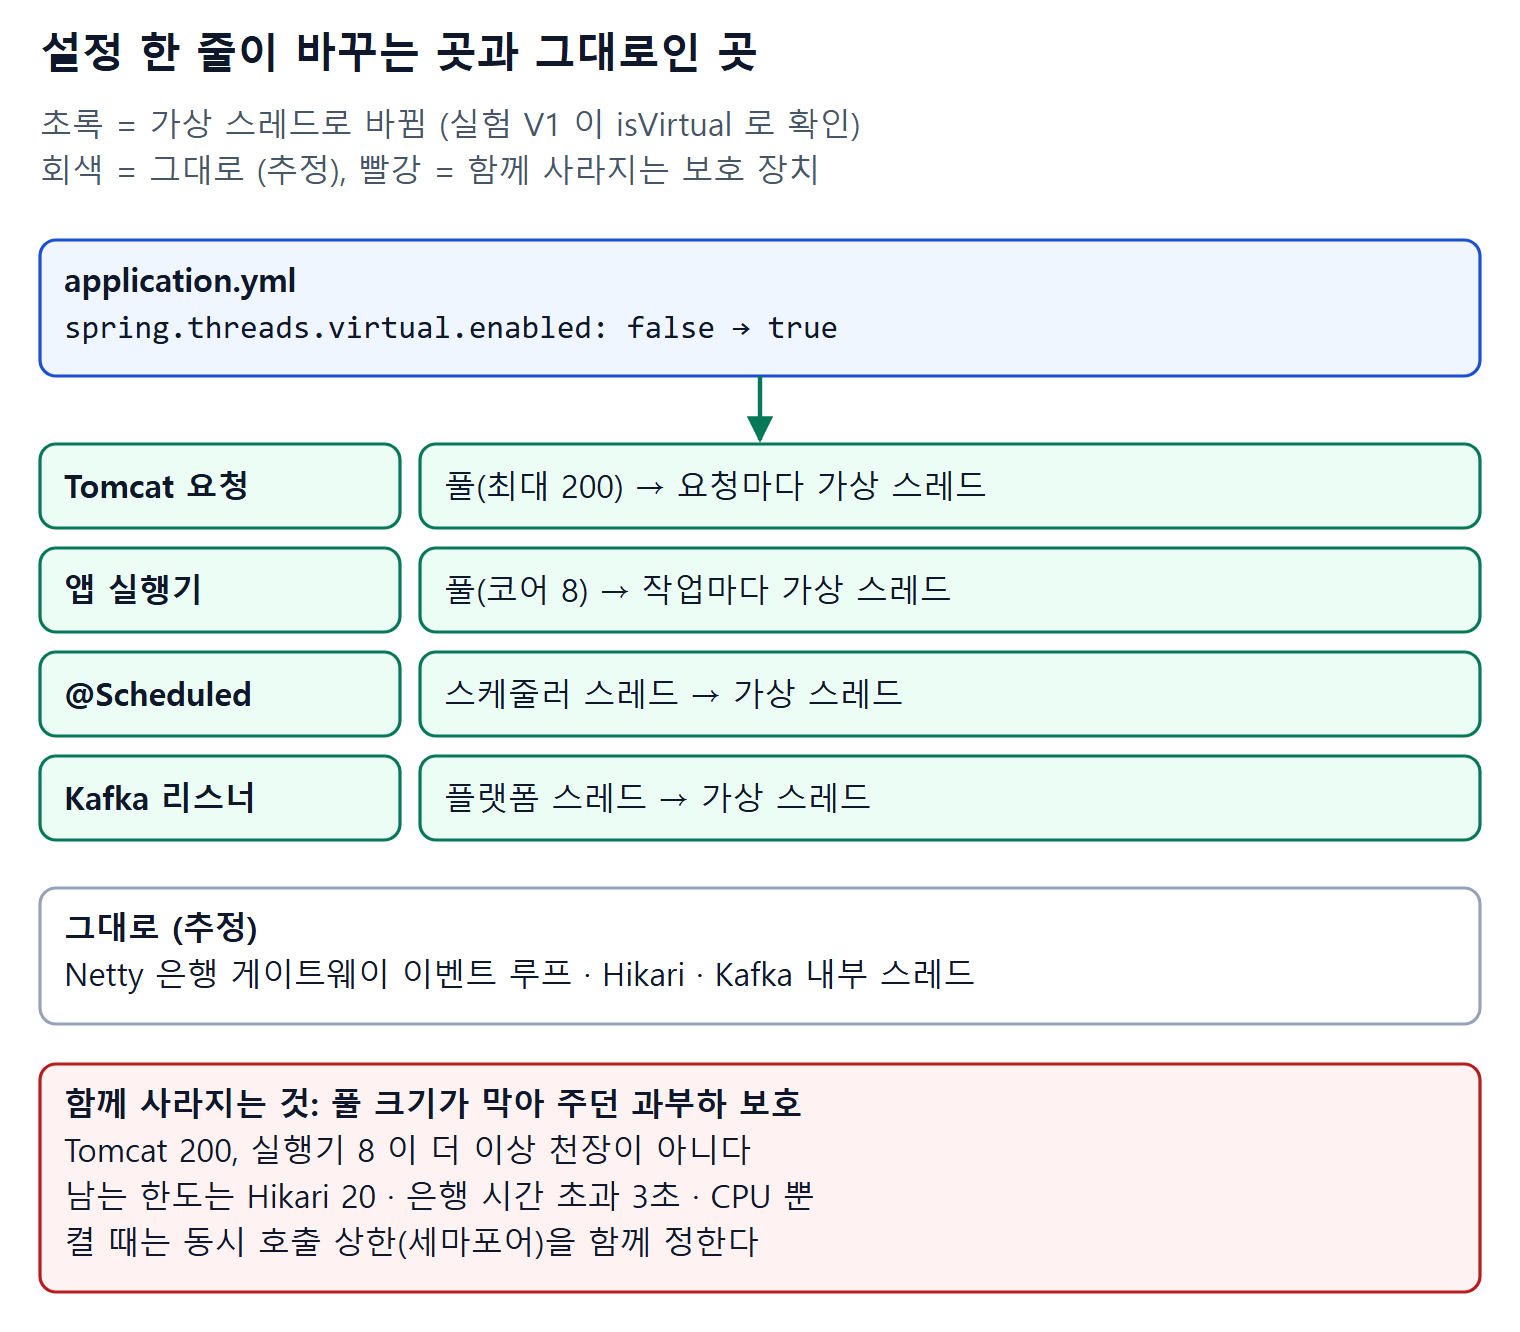 설정 한 줄이 바꾸는 곳과 그대로인 곳
초록 = 가상 스레드로 바뀜 (실험 V1 이 isVirtual 로 확인)
회색 = 그대로 (추정), 빨강 = 함께 사라지는 보호 장치
application.yml
spring.threads.virtual.enabled: false → true
Tomcat 요청
풀(최대 200) → 요청마다 가상 스레드
앱 실행기
풀(코어 8) → 작업마다 가상 스레드
@Scheduled
스케줄러 스레드 → 가상 스레드
Kafka 리스너
플랫폼 스레드 → 가상 스레드
그대로 (추정)
Netty 은행 게이트웨이 이벤트 루프 · Hikari · Kafka 내부 스레드
함께 사라지는 것: 풀 크기가 막아 주던 과부하 보호
Tomcat 200, 실행기 8 이 더 이상 천장이 아니다
남는 한도는 Hikari 20 · 은행 시간 초과 3초 · CPU 뿐
켤 때는 동시 호출 상한(세마포어)을 함께 정한다